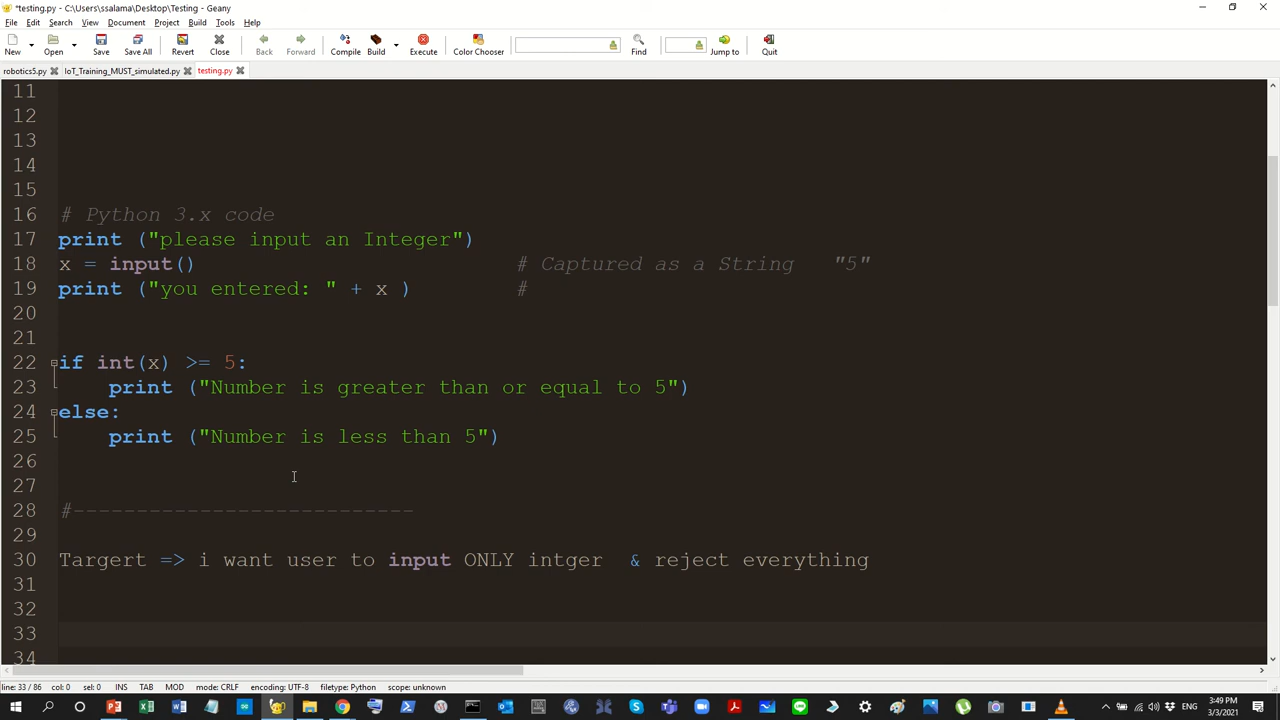 *testing.py - C:\Users\ssalama\Desktop\Testing - Geany
File Edit Search View Document Project Build Tools Help
New Open Save Save All Revert Close Back Forward Compile Build Execute Color Chooser Find Jump to Quit
robotics5.py IoT_Training_MUST_simulated.py testing.py
11
12
13
14
15
16 # Python 3.x code
17 print ("please input an Integer")
18 x = input() # Captured as a String "5"
19 print ("you entered: " + x ) #
20
21
22 if int(x) >= 5:
23 print ("Number is greater than or equal to 5")
24 else:
25 print ("Number is less than 5")
26
27
28 #---------------------------
29
30 Targert => i want user to input ONLY intger & reject everything
31
32
33
34
line: 33 / 86 col: 0 sel: 0 INS TAB MOD mode: CRLF encoding: UTF-8 filetype: Python scope: unknown
ENG 3:49 PM
3/3/2021